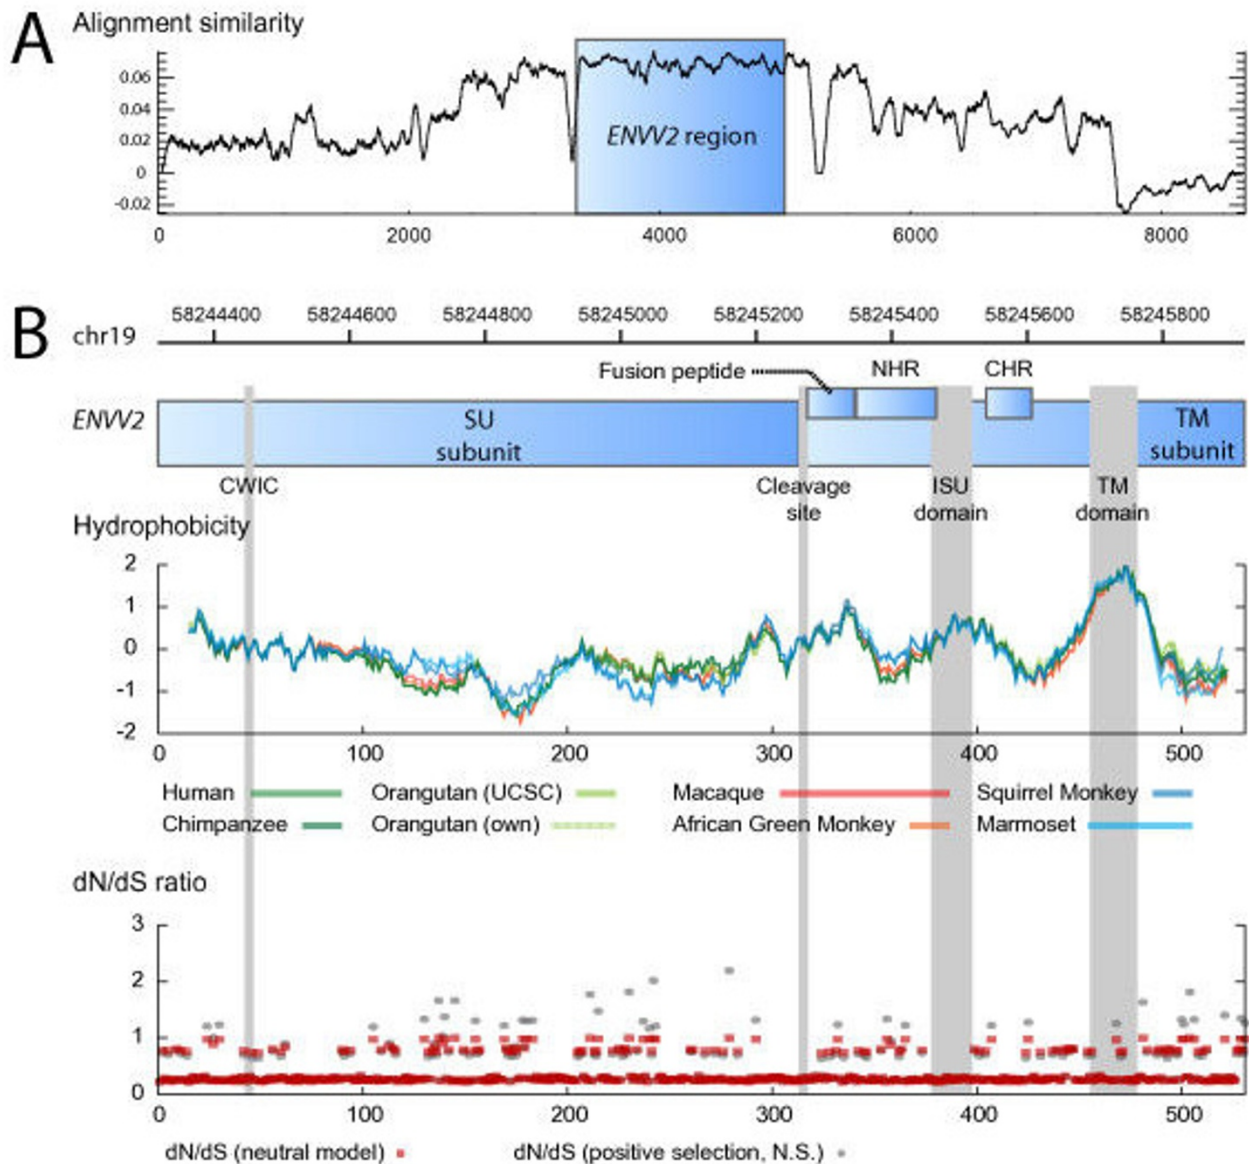 A Alignment similarity
0.06
0.04
0.02
0
-0.02
ENVV2 region
0 2000 4000 6000 8000
B chr19 58244400 58244600 58244800 58245000 58245200 58245400 58245600 58245800
Fusion peptide NHR CHR
ENVV2 SU subunit TM subunit
CWIC Cleavage site ISU domain TM domain
Hydrophobicity
2
1
0
-1
-2
0 100 200 300 400 500
Human Orangutan (UCSC) Macaque Squirrel Monkey
Chimpanzee Orangutan (own) African Green Monkey Marmoset
dN/dS ratio
3
2
1
0
0 100 200 300 400 500
dN/dS (neutral model) dN/dS (positive selection, N.S.)